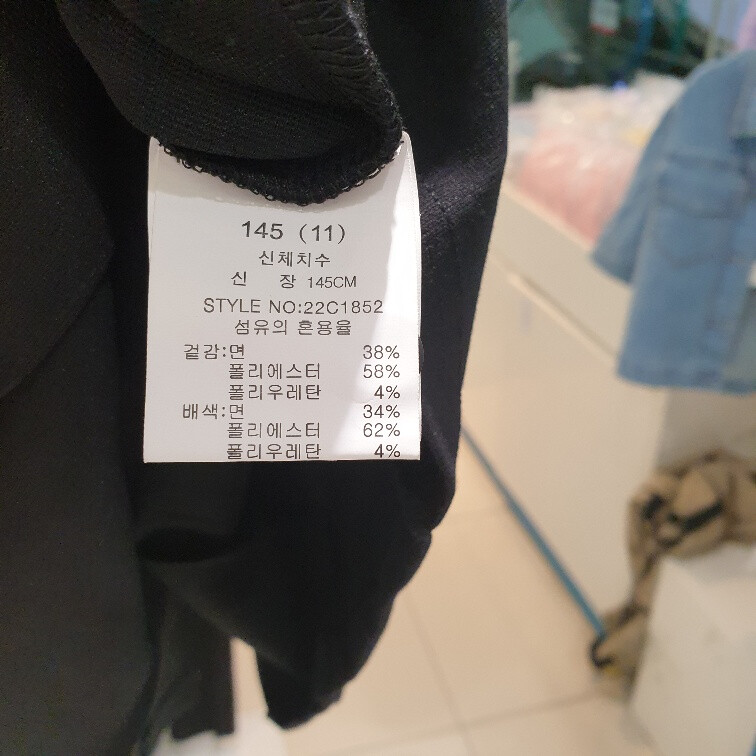 145 (11)
신체치수
신 장 145CM
STYLE NO:22C1852
섬유의 혼용율
겉감:면 38%
폴리에스터 58%
폴리우레탄 4%
배색:면 34%
폴리에스터 62%
폴리우레탄 4%